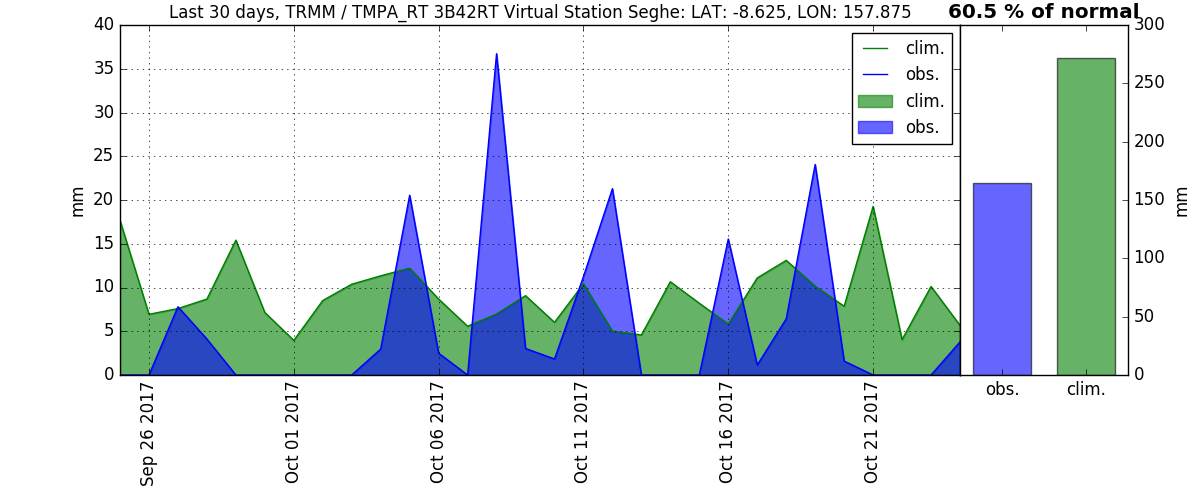 Last 30 days, TRMM / TMPA_RT 3B42RT Virtual Station Seghe: LAT: -8.625, LON: 157.875
60.5 % of normal
40
35
30
25
20
15
10
5
0
mm
clim.
obs.
clim.
obs.
Sep 26 2017
Oct 01 2017
Oct 06 2017
Oct 11 2017
Oct 16 2017
Oct 21 2017
300
250
200
150
100
50
0
mm
obs.
clim.